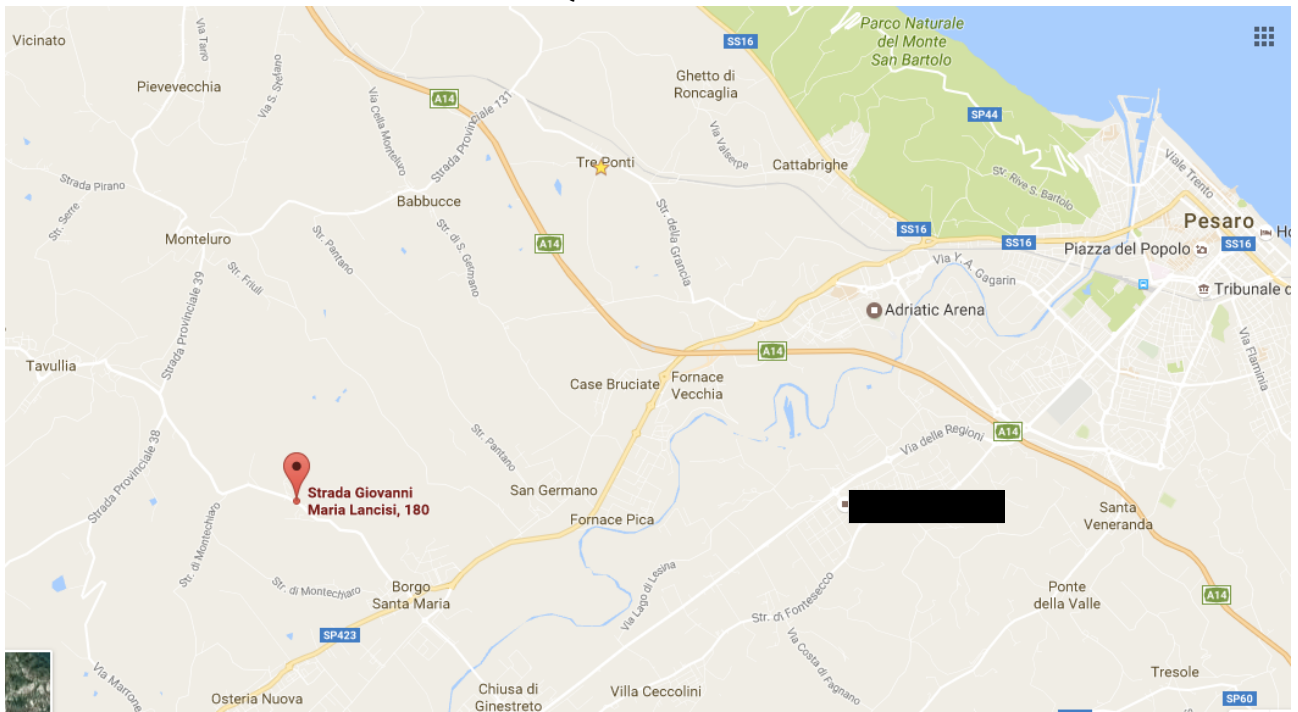 Parco Naturale
del Monte
San Bartolo
Vicinato
Via Tano
Via S. Stefano
SS16
Ghetto di
Roncaglia
Pievevecchia
A14
Via Cella Monteluro
Strada Provinciale 131
SP44
Via Valserpe
Tre Ponti
Cattabrighe
Viale Trento
Strada Pirano
Str. Serre
Babbucce
SV. Rive S. Bartolo
Monteluro
Str. Pantano
Str. di S. Germano
Str. della Grancia
A14
SS16
SS16
Pesaro
Ho
SS16
Piazza del Popolo
Str. Friuli
Strada Provinciale 39
Via Y. A. Gagarin
Tribunale d
Adriatic Arena
Via Flaminia
A14
Tavullia
Case Bruciate
Fornace
Vecchia
Strada Provinciale 38
Str. Pantano
Via delle Regioni
A14
Strada Giovanni
Maria Lancisi, 180
San Germano
Fornace Pica
Santa
Veneranda
Str. di Montechiaro
Str. di Montechiaro
Borgo
Santa Maria
Via Lago di Lesina
Str. di Fontesecco
Ponte
della Valle
A14
SP423
Via Costa di Fagnano
Via Marrone
Osteria Nuova
Chiusa di
Ginestreto
Villa Ceccolini
Tresole
SP60